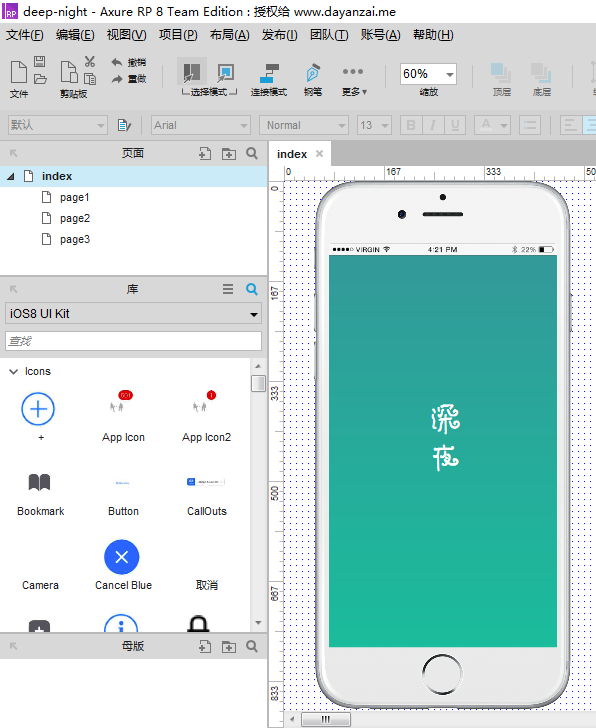 deep-night - Axure RP 8 Team Edition : 授权给 www.dayanzai.me
文件(F) 编辑(E) 视图(V) 项目(P) 布局(A) 发布(I) 团队(T) 账号(A) 帮助(H)
撤销
重做
60%
文件 剪贴板 选择模式 连接模式 钢笔 更多 缩放 顶层 底层
默认 Arial Normal 13 B I U A
页面
index
page1
page2
page3
库
iOS8 UI Kit
查找
Icons
601 1
+ App Icon App Icon2
Bookmark Button CallOuts
Camera Cancel Blue 取消
母版
index
0 167 333 500
0
167
333
500
667
833
VIRGIN 4:21 PM 22%
深
夜